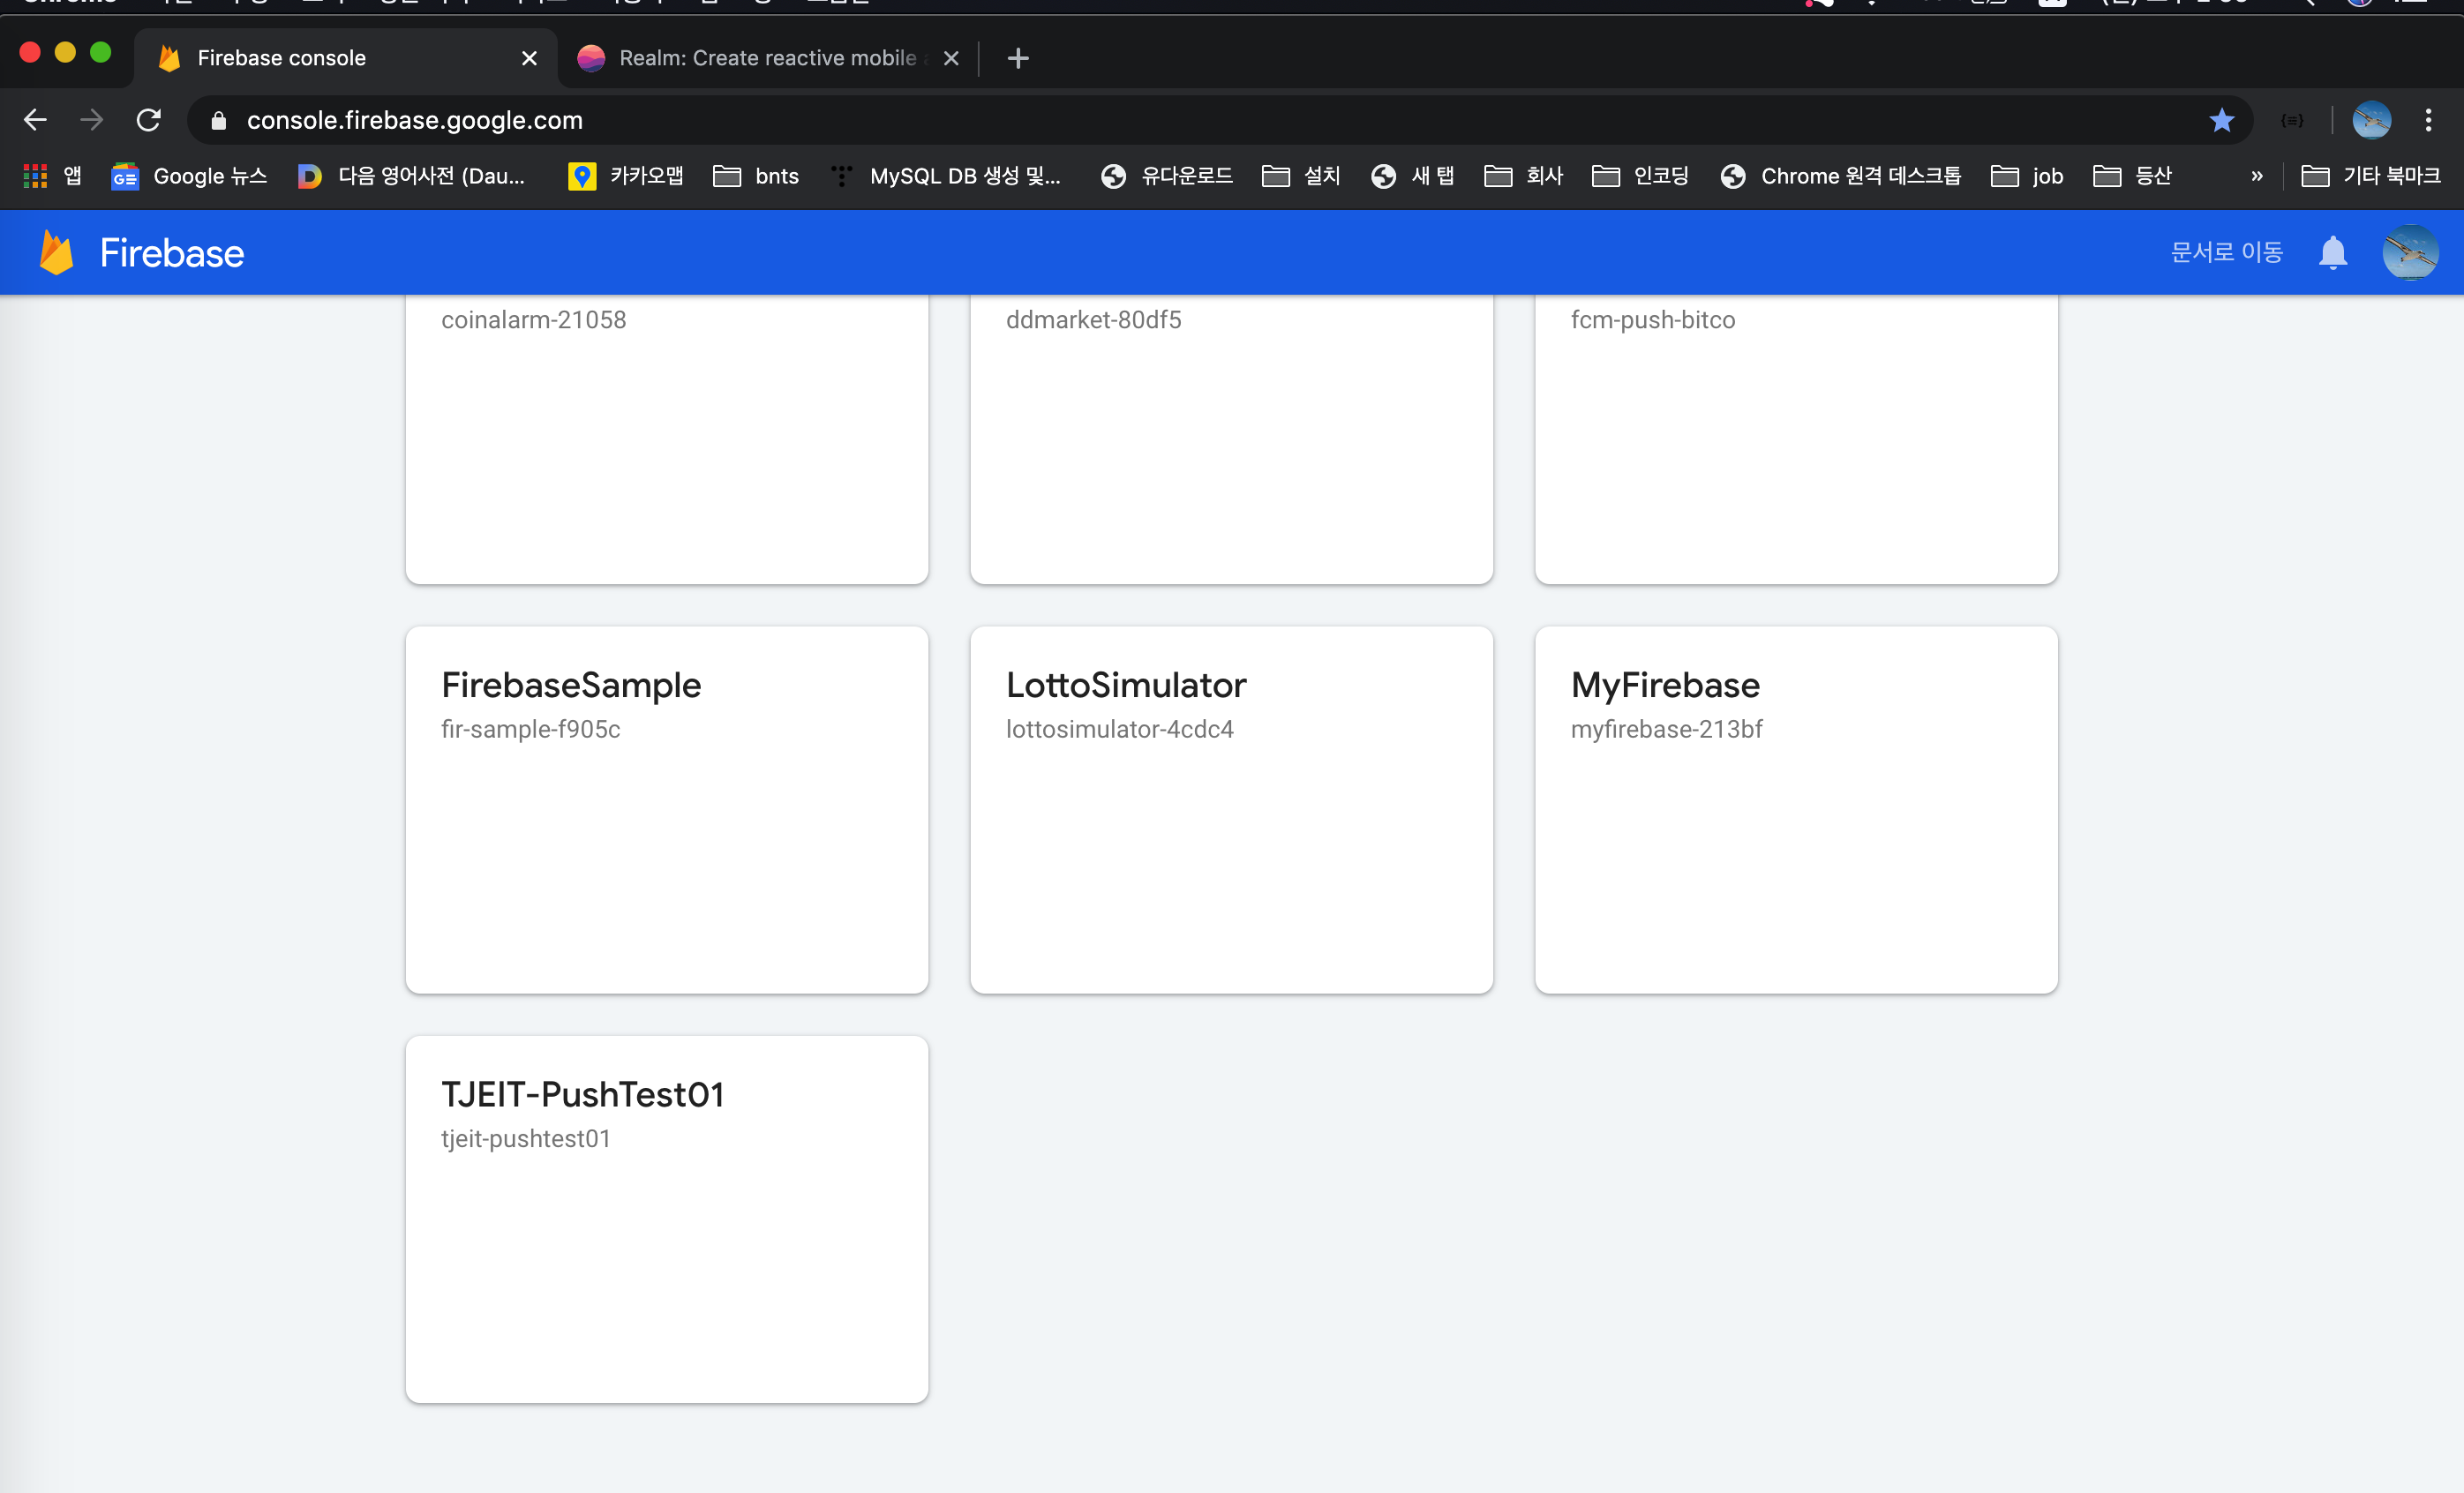 Firebase console
Realm: Create reactive mobile
console.firebase.google.com
앱
Google 뉴스
다음 영어사전 (Dau...
카카오맵
bnts
MySQL DB 생성 및...
유다운로드
설치
새 탭
회사
인코딩
Chrome 원격 데스크톱
job
등산
»
기타 북마크
Firebase
문서로 이동
coinalarm-21058
ddmarket-80df5
fcm-push-bitco
FirebaseSample
fir-sample-f905c
LottoSimulator
lottosimulator-4cdc4
MyFirebase
myfirebase-213bf
TJEIT-PushTest01
tjeit-pushtest01